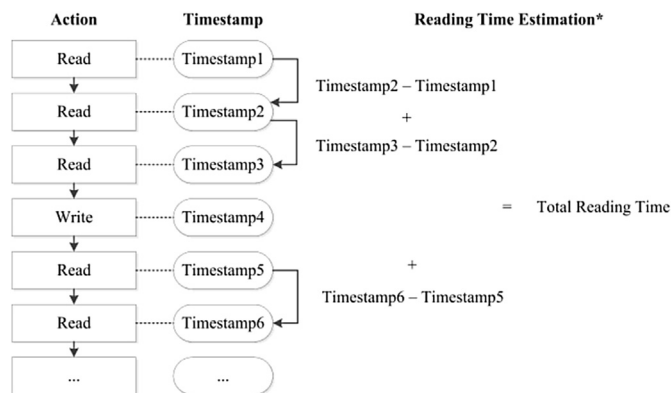 Action Timestamp Reading Time Estimation*
Read Timestamp1
Timestamp2 – Timestamp1
Read Timestamp2
+
Timestamp3 – Timestamp2
Read Timestamp3
Write Timestamp4
= Total Reading Time
Read Timestamp5
+
Timestamp6 – Timestamp5
Read Timestamp6
... ...